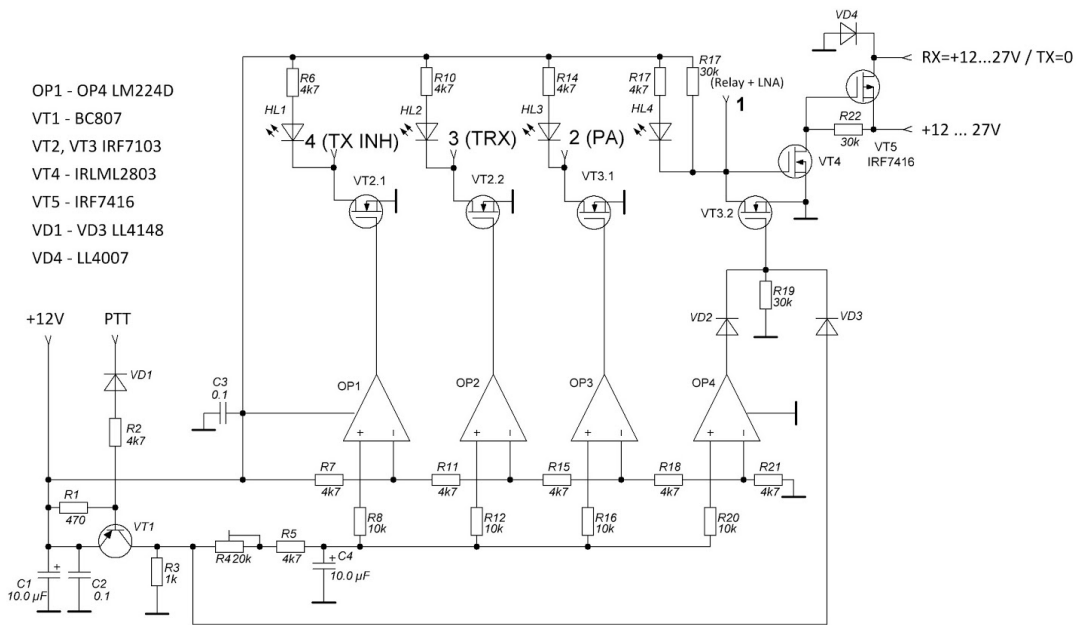 OP1 - OP4 LM224D
VT1 - BC807
VT2, VT3 IRF7103
VT4 - IRLML2803
VT5 - IRF7416
VD1 - VD3 LL4148
VD4 - LL4007
VD4
RX=+12...27V / TX=0
R6
4k7
R10
4k7
R14
4k7
R17
4k7
R17
30k
(Relay + LNA)
1
HL1
HL2
HL3
HL4
4 (TX INH)
3 (TRX)
2 (PA)
R22
30k
+12 ... 27V
VT5
IRF7416
VT4
VT2.1
VT2.2
VT3.1
VT3.2
R19
30k
VD2
VD3
+12V
PTT
VD1
C3
0.1
OP1
OP2
OP3
OP4
+
–
+
–
+
–
+
–
R2
4k7
R7
4k7
R11
4k7
R15
4k7
R18
4k7
R21
4k7
R1
470
VT1
R8
10k
R12
10k
R16
10k
R20
10k
R4 20k
R5
4k7
R3
1k
C1
10.0 µF
+
C2
0.1
C4
10.0 µF
+